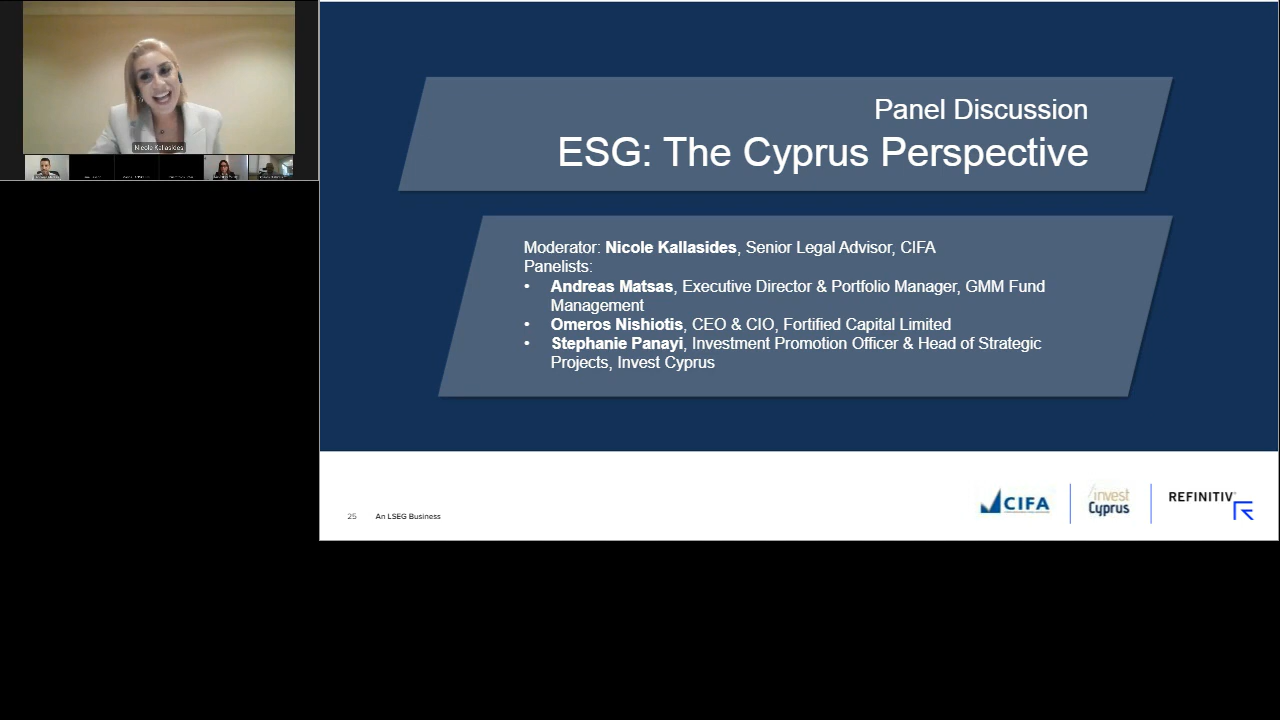 Nicole Kallasides
Panel Discussion
ESG: The Cyprus Perspective
Moderator: Nicole Kallasides, Senior Legal Advisor, CIFA
Panelists:
• Andreas Matsas, Executive Director & Portfolio Manager, GMM Fund
Management
• Omeros Nishiotis, CEO & CIO, Fortified Capital Limited
• Stephanie Panayi, Investment Promotion Officer & Head of Strategic
Projects, Invest Cyprus
25 An LSEG Business
CIFA
invest
Cyprus
REFINITIV